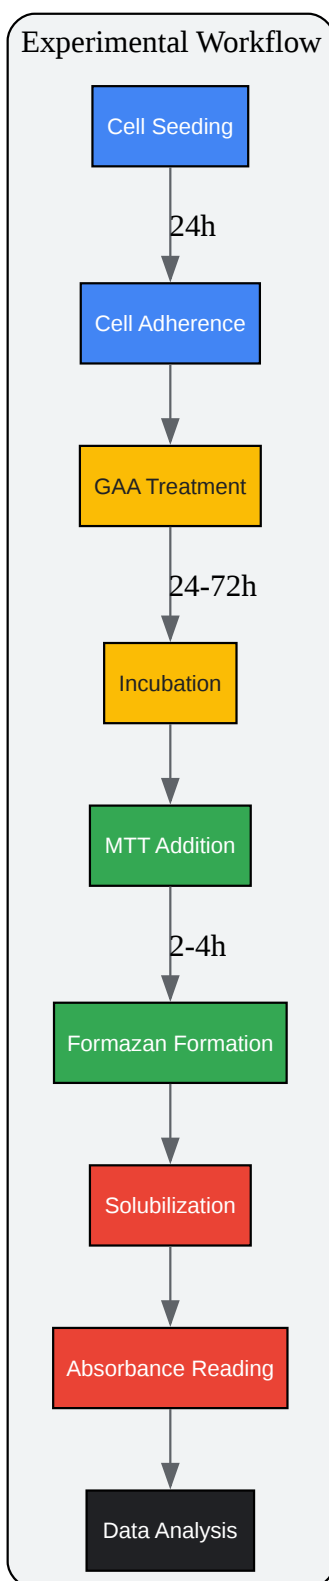 Experimental Workflow
Cell Seeding
24h
Cell Adherence
GAA Treatment
24-72h
Incubation
MTT Addition
2-4h
Formazan Formation
Solubilization
Absorbance Reading
Data Analysis